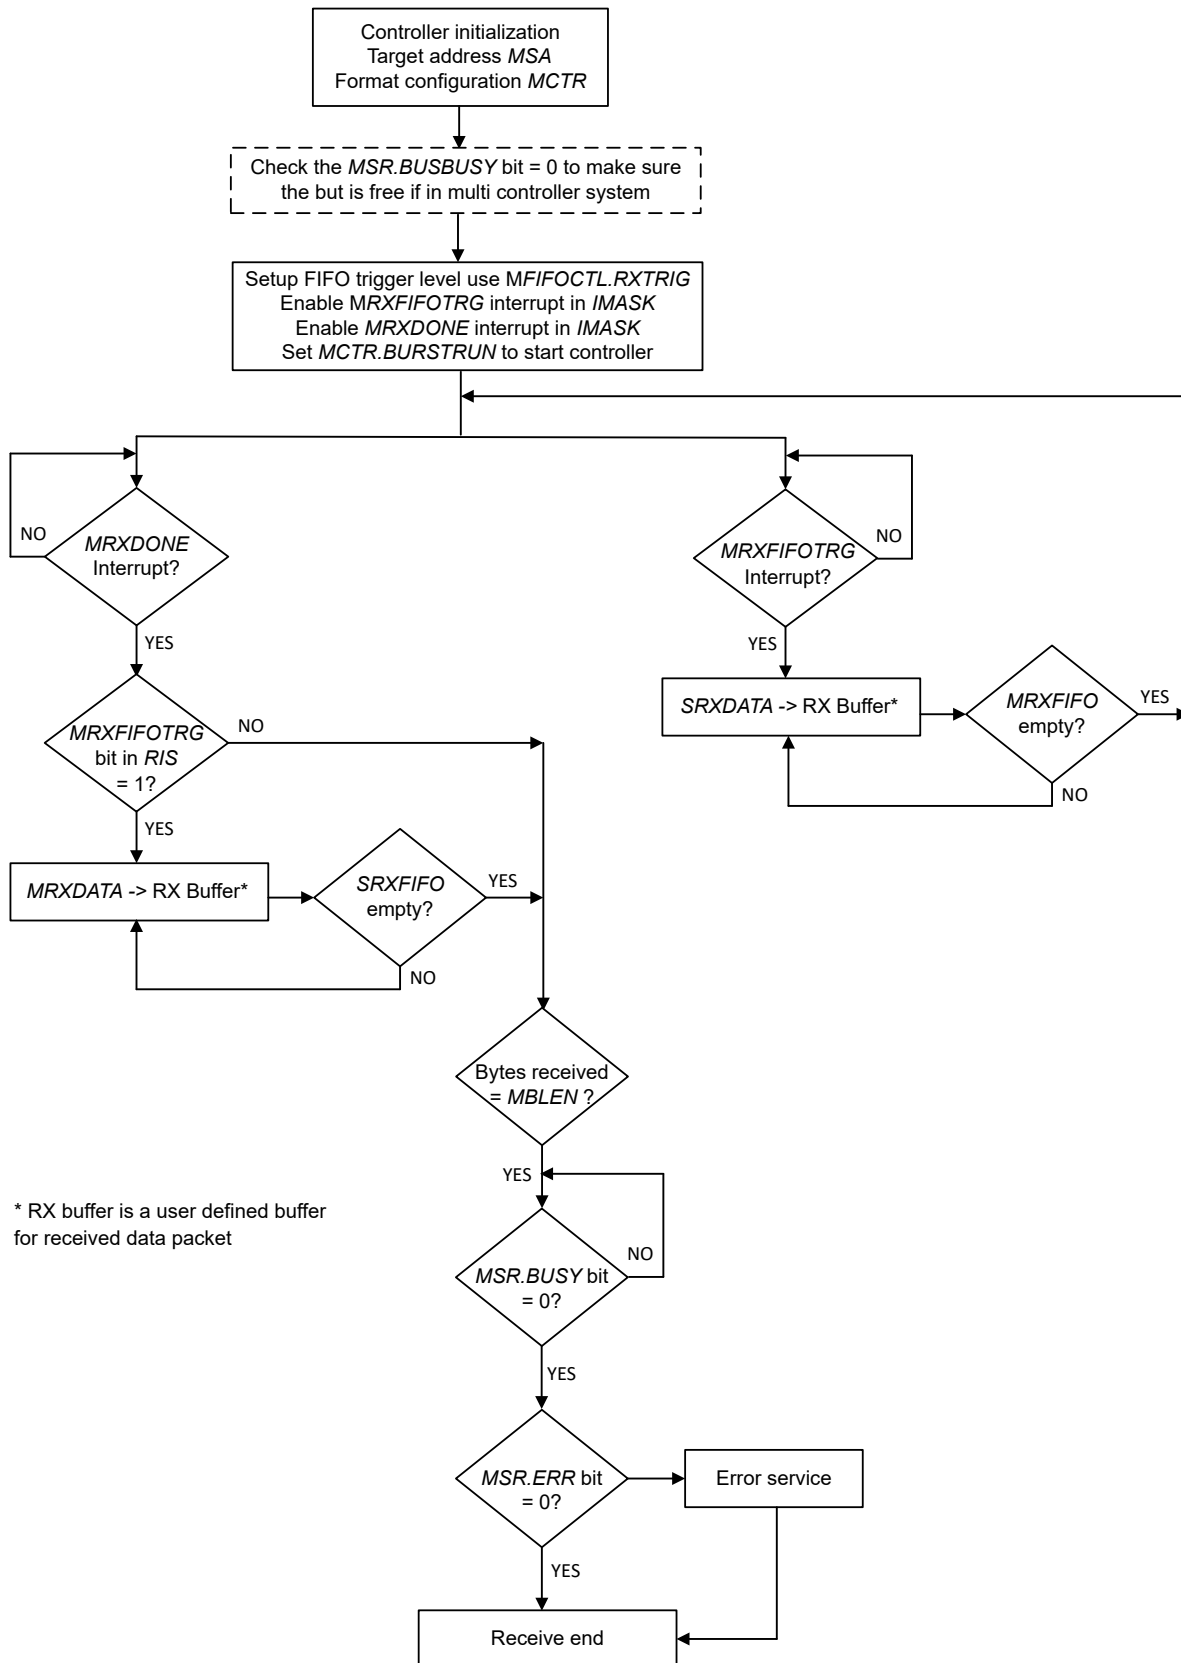 Controller initialization
Target address MSA
Format configuration MCTR
Check the MSR.BUSBUSY bit = 0 to make sure
the but is free if in multi controller system
Setup FIFO trigger level use MFIFOCTL.RXTRIG
Enable MRXFIFOTRG interrupt in IMASK
Enable MRXDONE interrupt in IMASK
Set MCTR.BURSTRUN to start controller
NO
MRXDONE
Interrupt?
YES
MRXFIFOTRG
Interrupt?
NO
YES
MRXFIFOTRG
bit in RIS
= 1?
NO
YES
SRXDATA -> RX Buffer*
MRXFIFO
empty?
YES
NO
MRXDATA -> RX Buffer*
SRXFIFO
empty?
YES
NO
Bytes received
= MBLEN ?
YES
* RX buffer is a user defined buffer
for received data packet
MSR.BUSY bit
= 0?
NO
YES
MSR.ERR bit
= 0?
Error service
YES
Receive end